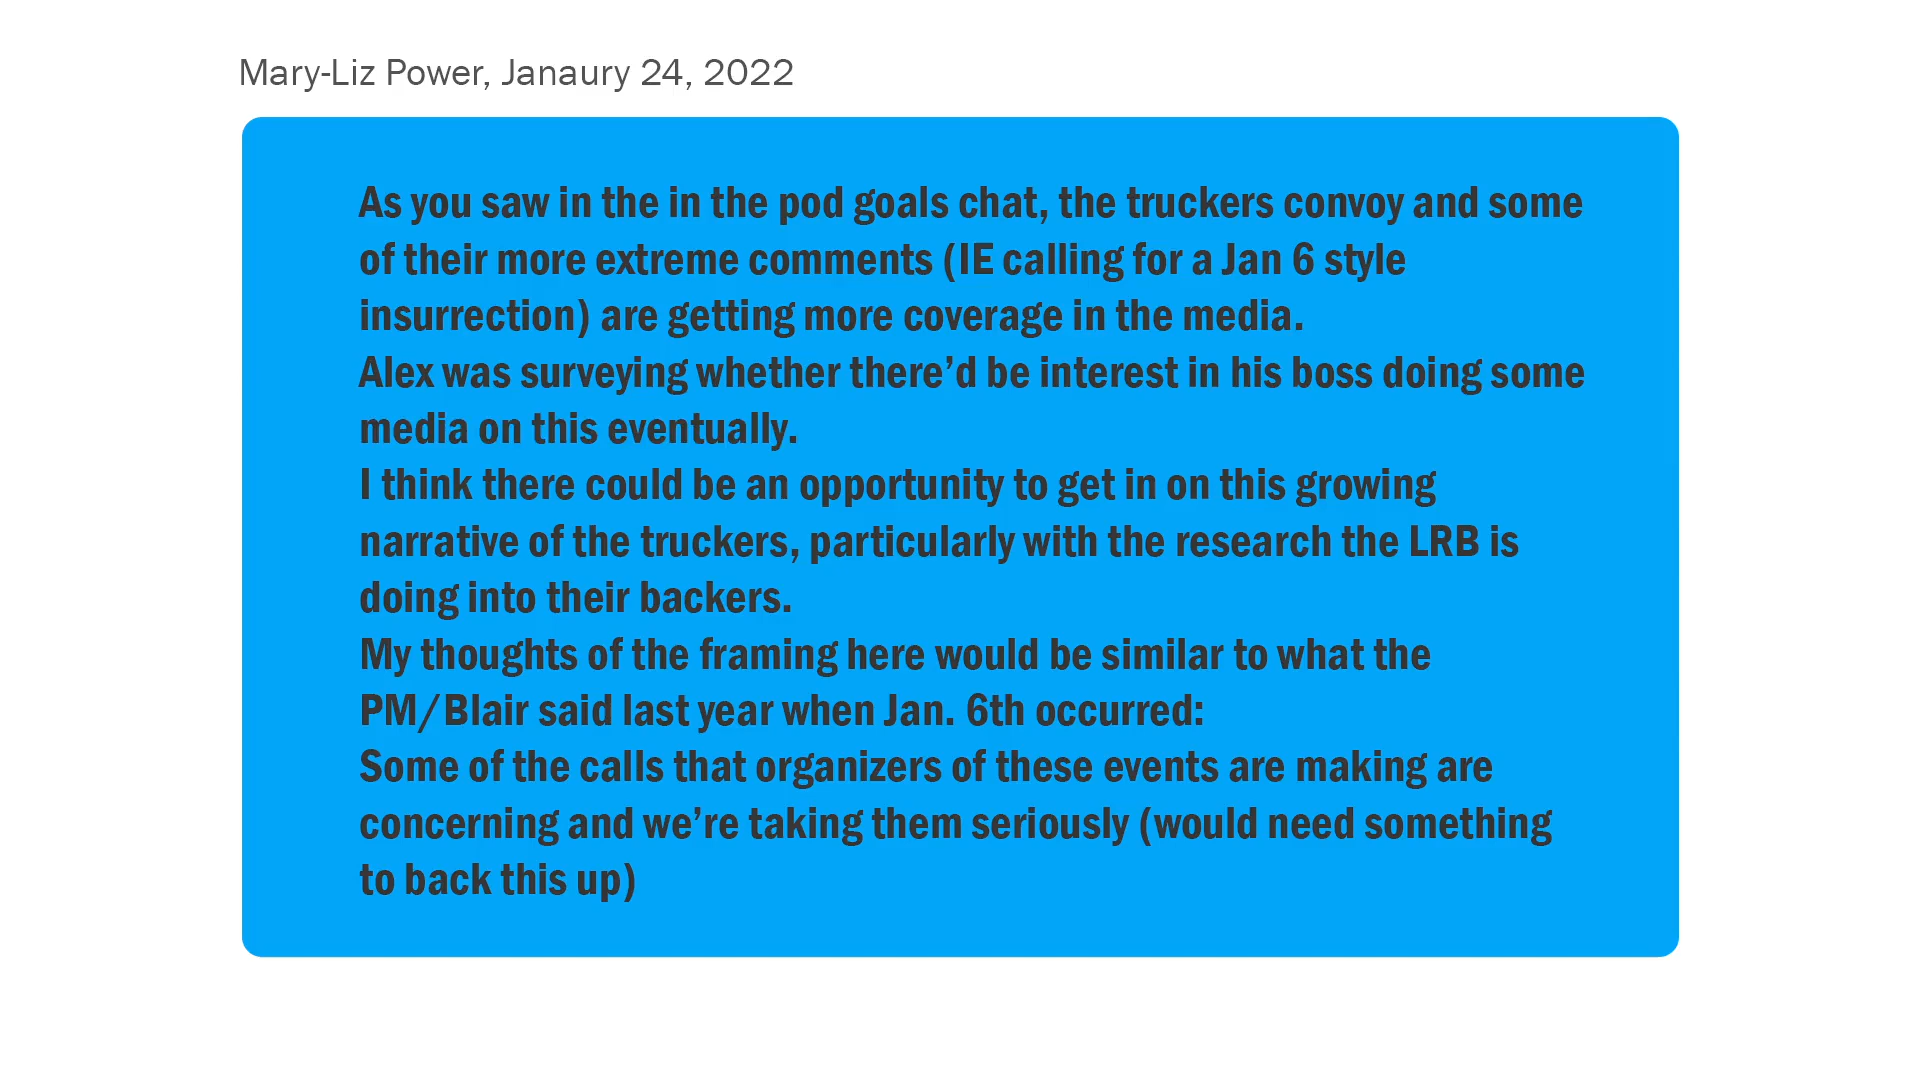 Mary-Liz Power, Janaury 24, 2022
As you saw in the in the pod goals chat, the truckers convoy and some
of their more extreme comments (IE calling for a Jan 6 style
insurrection) are getting more coverage in the media.
Alex was surveying whether there’d be interest in his boss doing some
media on this eventually.
I think there could be an opportunity to get in on this growing
narrative of the truckers, particularly with the research the LRB is
doing into their backers.
My thoughts of the framing here would be similar to what the
PM/Blair said last year when Jan. 6th occurred:
Some of the calls that organizers of these events are making are
concerning and we’re taking them seriously (would need something
to back this up)